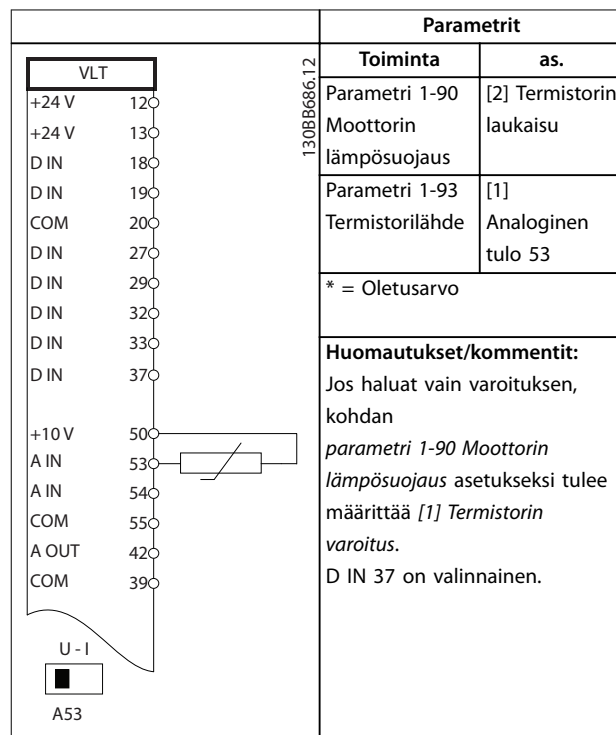 VLT
+24 V 12
+24 V 13
D IN 18
D IN 19
COM 20
D IN 27
D IN 29
D IN 32
D IN 33
D IN 37
+10 V 50
A IN 53
A IN 54
COM 55
A OUT 42
COM 39
U - I
A53
130BB686.12
Parametrit
Toiminta as.
Parametri 1-90 [2] Termistorin
Moottorin laukaisu
lämpösuojaus
Parametri 1-93 [1]
Termistorilähde Analoginen
tulo 53
* = Oletusarvo
Huomautukset/kommentit:
Jos haluat vain varoituksen,
kohdan
parametri 1-90 Moottorin
lämpösuojaus asetukseksi tulee
määrittää [1] Termistorin
varoitus.
D IN 37 on valinnainen.